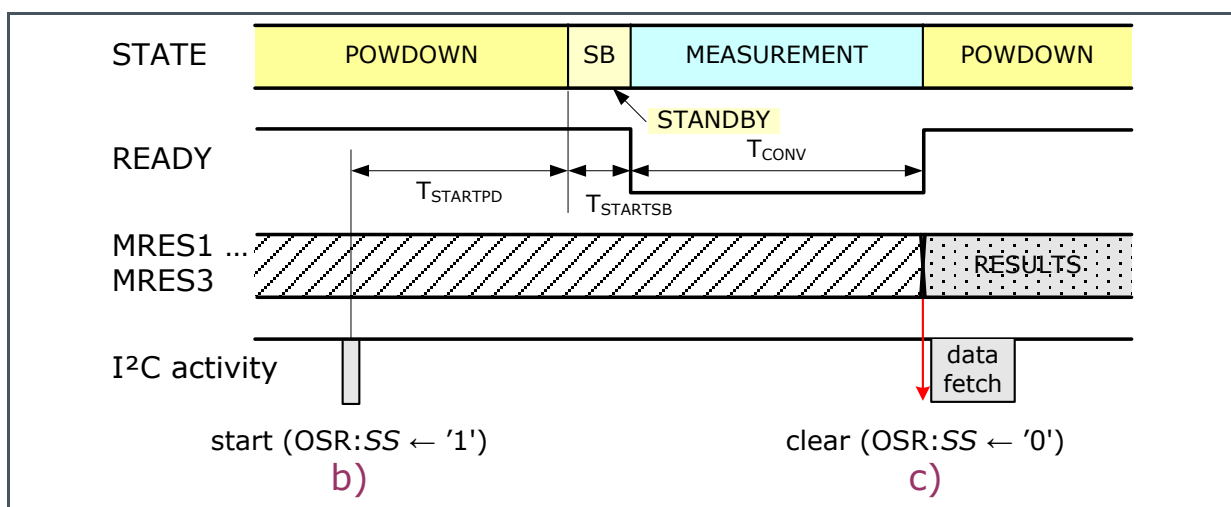 STATE
POWDOWN
SB
MEASUREMENT
POWDOWN
STANDBY
READY
TSTARTPD
TSTARTSB
TCONV
MRES1 ...
MRES3
RESULTS
I²C activity
data
fetch
start (OSR:SS ← '1')
clear (OSR:SS ← '0')
b)
c)